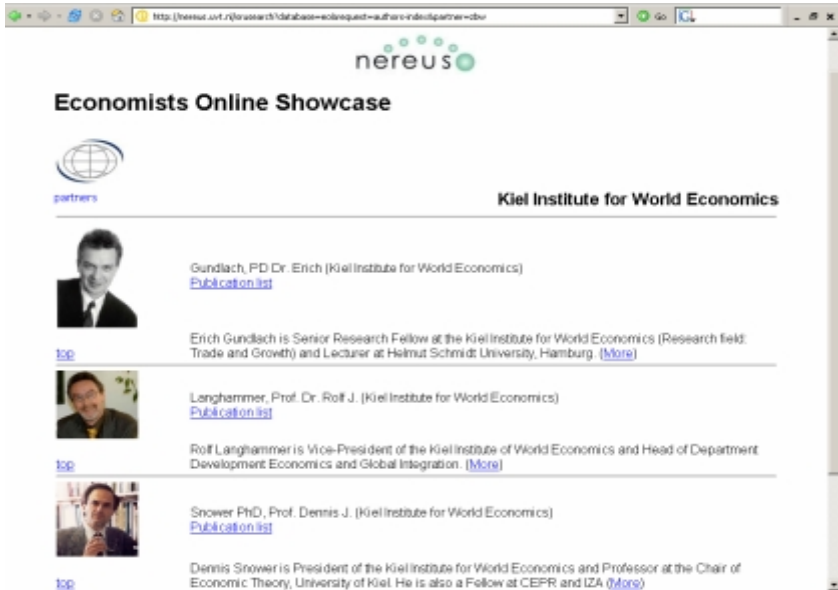 http://nereus.uvt.nl/erusearch?database=eo&request=authors-index&partner=zbw
Go
nereus
Economists Online Showcase
partners
Kiel Institute for World Economics
Gundlach, PD Dr. Erich (Kiel Institute for World Economics)
Publication list
Erich Gundlach is Senior Research Fellow at the Kiel Institute for World Economics (Research field:
Trade and Growth) and Lecturer at Helmut Schmidt University, Hamburg. (More)
top
Langhammer, Prof. Dr. Rolf J. (Kiel Institute for World Economics)
Publication list
Rolf Langhammer is Vice-President of the Kiel Institute of World Economics and Head of Department
Development Economics and Global Integration. (More)
top
Snower PhD, Prof. Dennis J. (Kiel Institute for World Economics)
Publication list
Dennis Snower is President of the Kiel Institute for World Economics and Professor at the Chair of
Economic Theory, University of Kiel. He is also a Fellow at CEPR and IZA (More)
top